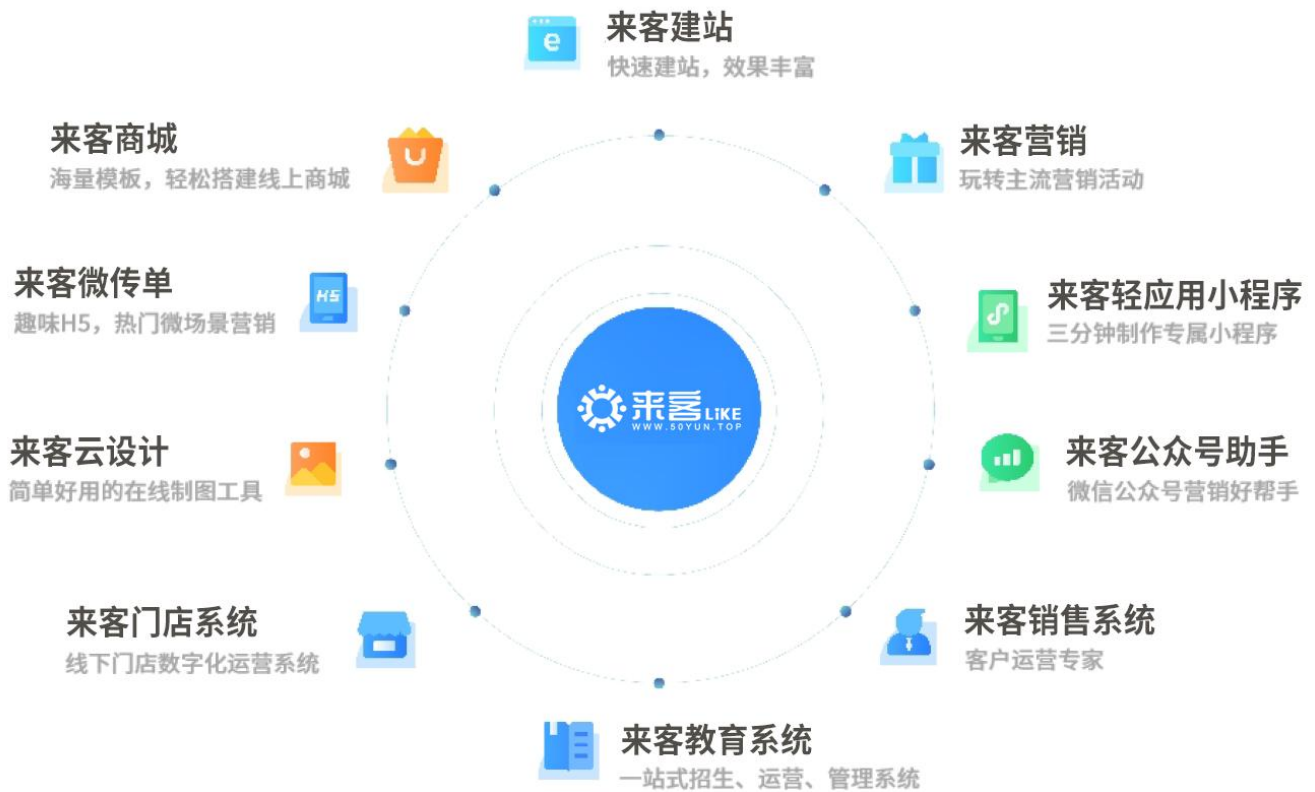 来客建站
快速建站，效果丰富
来客商城
海量模板，轻松搭建线上商城
来客营销
玩转主流营销活动
来客微传单
趣味H5，热门微场景营销
H5
来客轻应用小程序
三分钟制作专属小程序
来客LiKE
WWW.50YUN.TOP
来客云设计
简单好用的在线制图工具
来客公众号助手
微信公众号营销好帮手
来客门店系统
线下门店数字化运营系统
来客销售系统
客户运营专家
来客教育系统
一站式招生、运营、管理系统